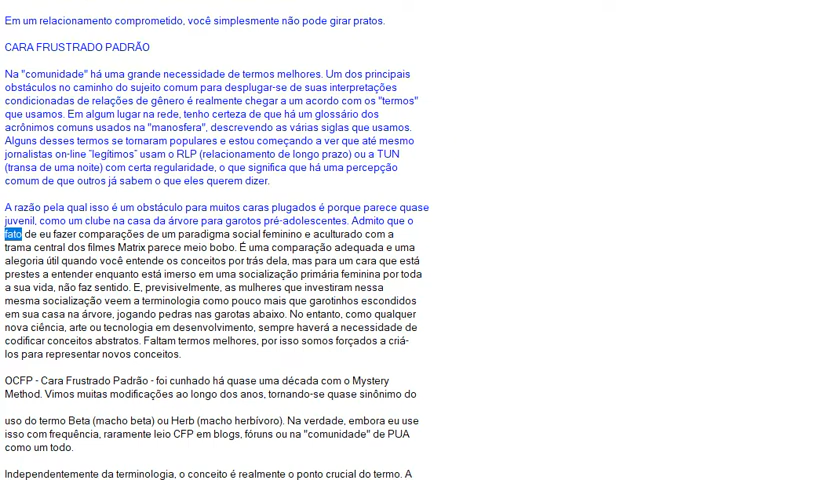 Em um relacionamento comprometido, você simplesmente não pode girar pratos.
CARA FRUSTRADO PADRÃO
Na "comunidade" há uma grande necessidade de termos melhores. Um dos principais
obstáculos no caminho do sujeito comum para desplugar-se de suas interpretações
condicionadas de relações de gênero é realmente chegar a um acordo com os "termos"
que usamos. Em algum lugar na rede, tenho certeza de que há um glossário dos
acrônimos comuns usados na "manosfera", descrevendo as várias siglas que usamos.
Alguns desses termos se tornaram populares e estou começando a ver que até mesmo
jornalistas on-line "legítimos" usam o RLP (relacionamento de longo prazo) ou a TUN
(transa de uma noite) com certa regularidade, o que significa que há uma percepção
comum de que outros já sabem o que eles querem dizer.
A razão pela qual isso é um obstáculo para muitos caras plugados é porque parece quase
juvenil, como um clube na casa da árvore para garotos pré-adolescentes. Admito que o
fato de eu fazer comparações de um paradigma social feminino e aculturado com a
trama central dos filmes Matrix parece meio bobo. É uma comparação adequada e uma
alegoria útil quando você entende os conceitos por trás dela, mas para um cara que está
prestes a entender enquanto está imerso em uma socialização primária feminina por toda
a sua vida, não faz sentido. E, previsivelmente, as mulheres que investiram nessa
mesma socialização veem a terminologia como pouco mais que garotinhos escondidos
em sua casa na árvore, jogando pedras nas garotas abaixo. No entanto, como qualquer
nova ciência, arte ou tecnologia em desenvolvimento, sempre haverá a necessidade de
codificar conceitos abstratos. Faltam termos melhores, por isso somos forçados a criá-
los para representar novos conceitos.
OCFP - Cara Frustrado Padrão - foi cunhado há quase uma década com o Mystery
Method. Vimos muitas modificações ao longo dos anos, tornando-se quase sinônimo do
uso do termo Beta (macho beta) ou Herb (macho herbívoro). Na verdade, embora eu use
isso com frequência, raramente leio CFP em blogs, fóruns ou na "comunidade" de PUA
como um todo.
Independentemente da terminologia, o conceito é realmente o ponto crucial do termo. A